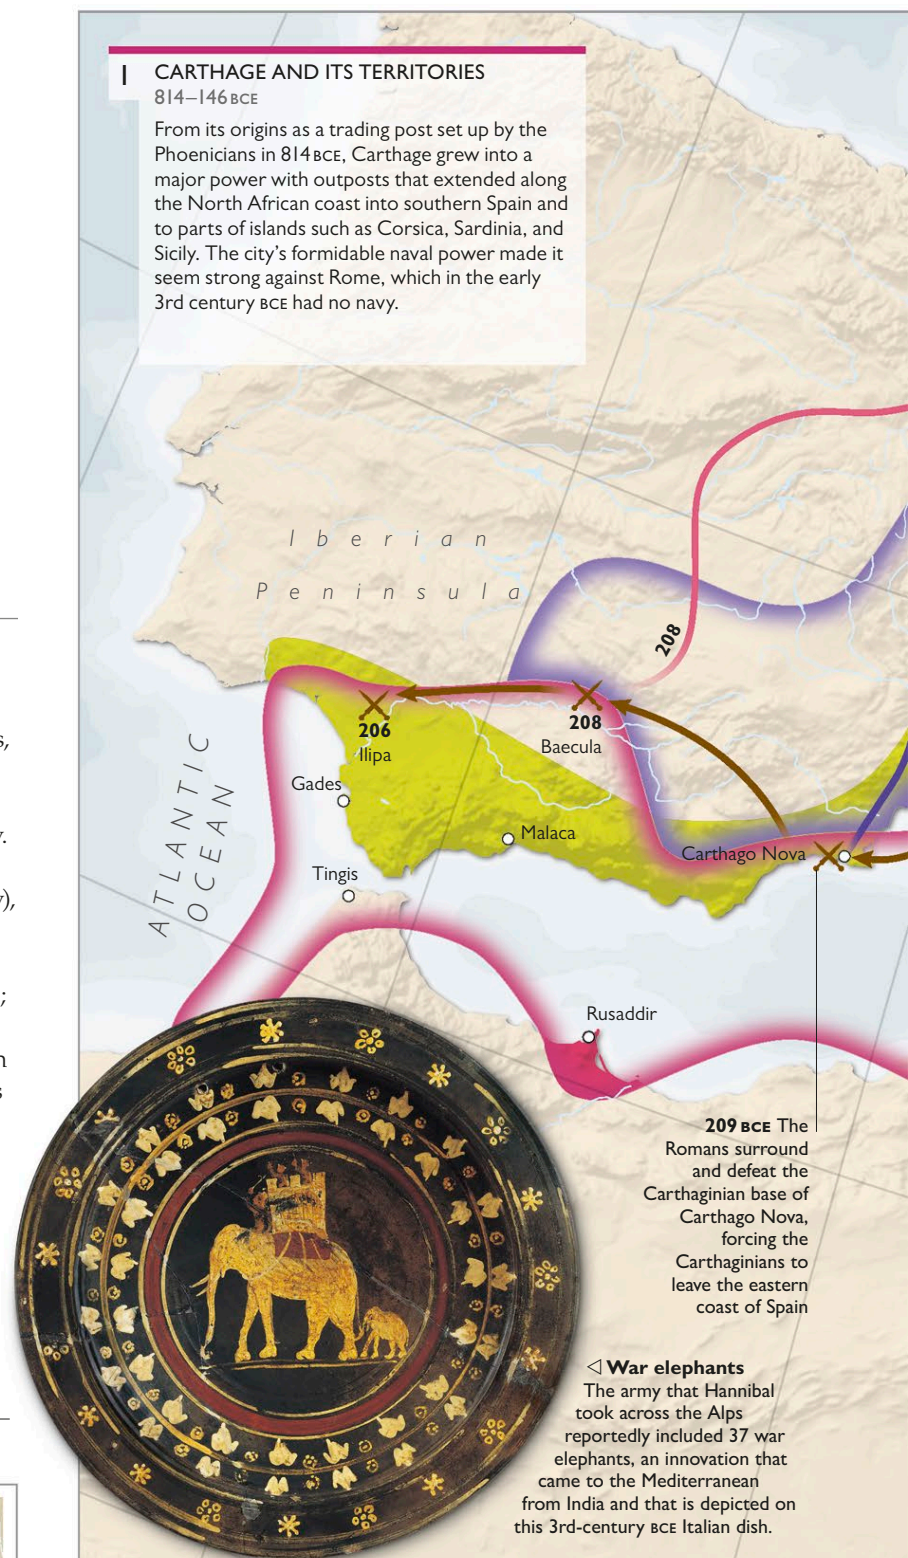 1 CARTHAGE AND ITS TERRITORIES
814–146 BCE
From its origins as a trading post set up by the
Phoenicians in 814 BCE, Carthage grew into a
major power with outposts that extended along
the North African coast into southern Spain and
to parts of islands such as Corsica, Sardinia, and
Sicily. The city's formidable naval power made it
seem strong against Rome, which in the early
3rd century BCE had no navy.
Iberian
Peninsula
208
206
Ilipa
208
Baecula
ATLANTIC
OCEAN
Gades
Malaca
Carthago Nova
Tingis
Rusaddir
209 BCE The
Romans surround
and defeat the
Carthaginian base of
Carthago Nova,
forcing the
Carthaginians to
leave the eastern
coast of Spain
◁ War elephants
The army that Hannibal
took across the Alps
reportedly included 37 war
elephants, an innovation that
came to the Mediterranean
from India and that is depicted on
this 3rd-century BCE Italian dish.